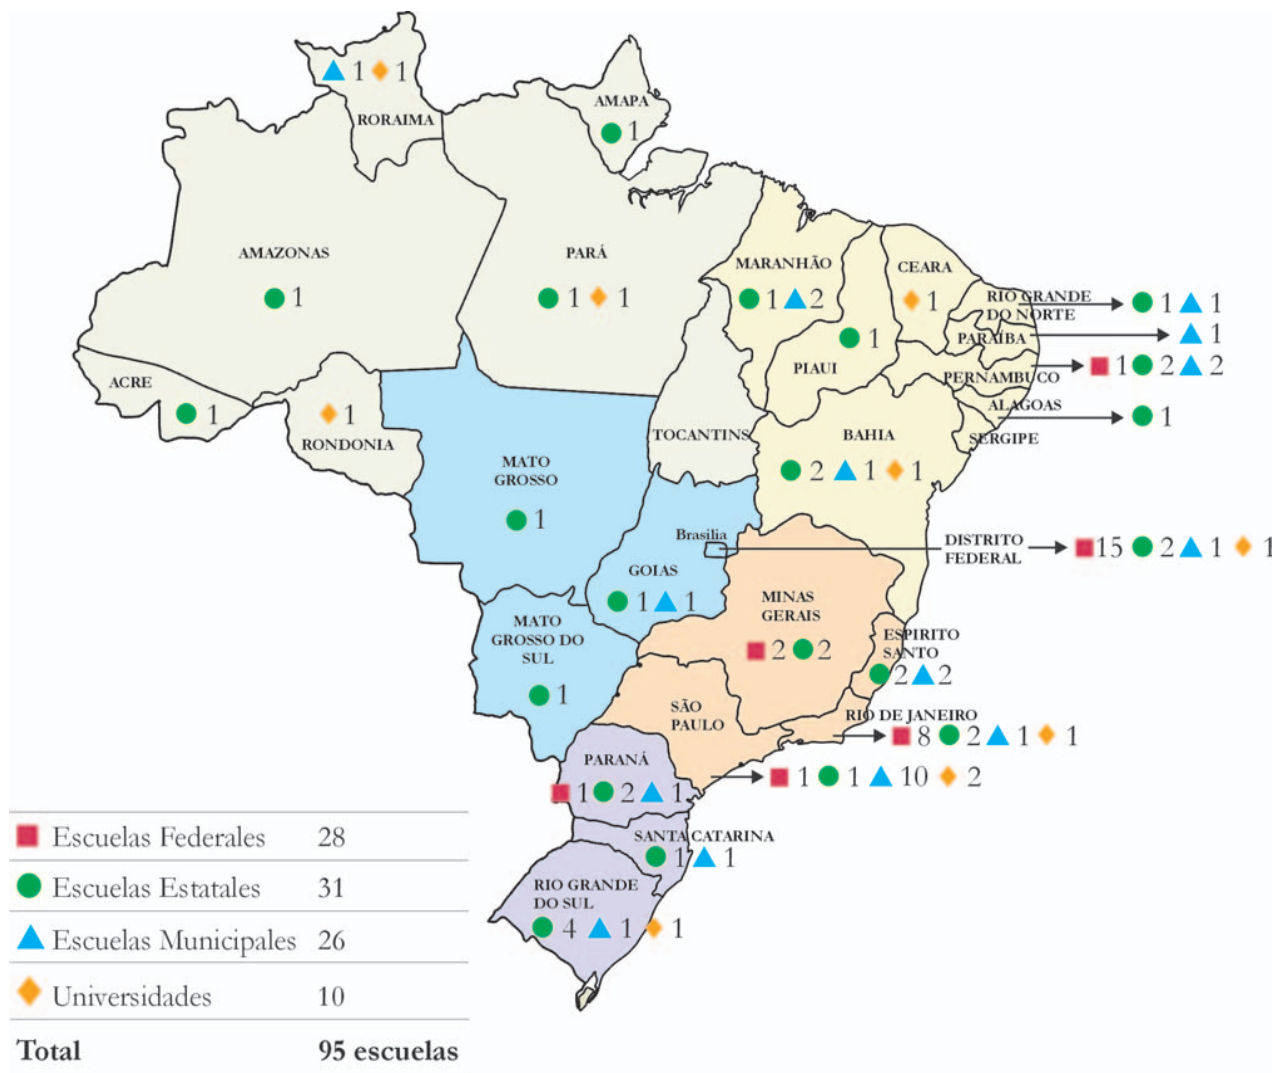 1 1
RORAIMA
AMAPA
1
AMAZONAS
1
PARÁ
1 1
MARANHÃO
1 2
CEARA
1
RIO GRANDE
DO NORTE
1 1
PARAÍBA
1
PIAUI
1
PERNAMBUCO
1 2 2
ALAGOAS
1
SERGIPE
ACRE
1
1
RONDONIA
TOCANTINS
BAHIA
2 1 1
MATO
GROSSO
1
Brasilia
DISTRITO
FEDERAL
15 2 1 1
GOIAS
1 1
MINAS
GERAIS
2 2
ESPIRITO
SANTO
2 2
MATO
GROSSO DO
SUL
1
SÃO
PAULO
RIO DE JANEIRO
8 2 1 1
1 1 10 2
PARANÁ
1 2 1
SANTA CATARINA
1 1
RIO GRANDE
DO SUL
4 1 1
Escuelas Federales 28
Escuelas Estatales 31
Escuelas Municipales 26
Universidades 10
Total 95 escuelas